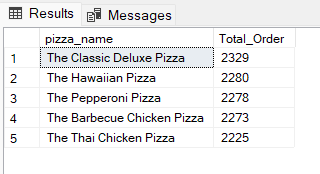 Results Messages
pizza_name Total_Order
1 The Classic Deluxe Pizza 2329
2 The Hawaiian Pizza 2280
3 The Pepperoni Pizza 2278
4 The Barbecue Chicken Pizza 2273
5 The Thai Chicken Pizza 2225